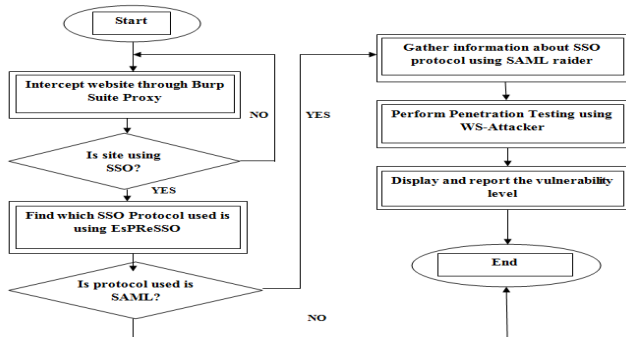 Start
Intercept website through Burp
Suite Proxy
NO
Is site using
SSO?
YES
Find which SSO Protocol used is
using EsPReSSO
Is protocol used is
SAML?
YES
NO
Gather information about SSO
protocol using SAML raider
Perform Penetration Testing using
WS-Attacker
Display and report the vulnerability
level
End